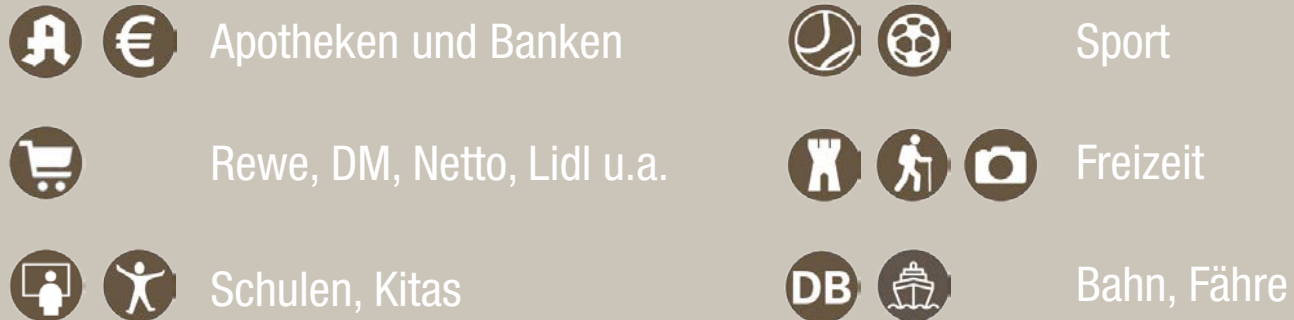 Apotheken und Banken
Rewe, DM, Netto, Lidl u.a.
Schulen, Kitas
Sport
Freizeit
DB
Bahn, Fähre